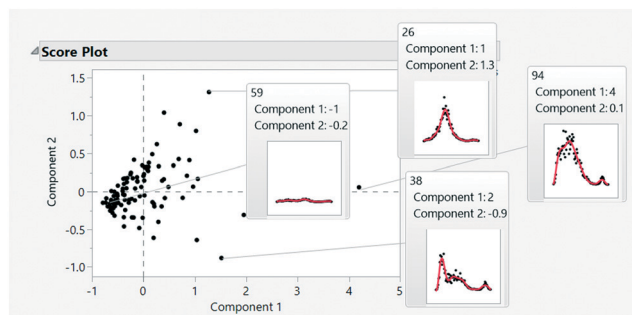 Score Plot
Component 2
1.5
1.0
0.5
0
-0.5
-1.0
-1
0
1
2
3
4
5
Component 1
59
Component 1: -1
Component 2: -0.2
26
Component 1: 1
Component 2: 1.3
94
Component 1: 4
Component 2: 0.1
38
Component 1: 2
Component 2: -0.9